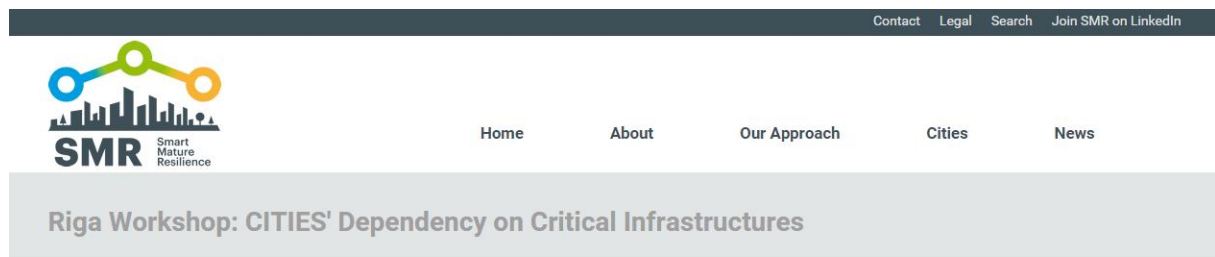 Contact Legal Search Join SMR on LinkedIn
SMR Smart
Mature
Resilience
Home About Our Approach Cities News
Riga Workshop: CITIES' Dependency on Critical Infrastructures